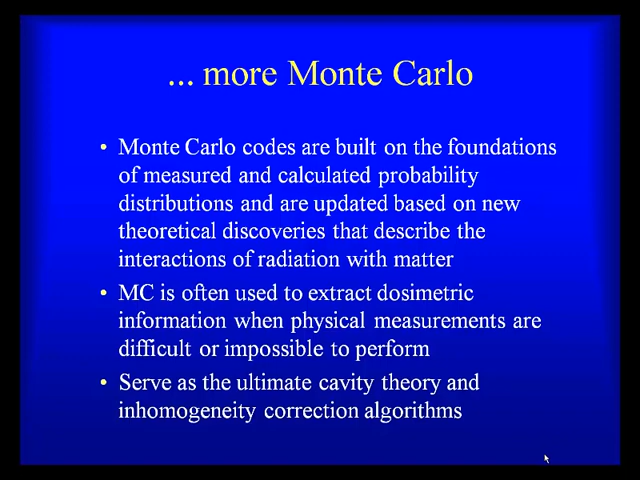 ... more Monte Carlo
• Monte Carlo codes are built on the foundations
of measured and calculated probability
distributions and are updated based on new
theoretical discoveries that describe the
interactions of radiation with matter
• MC is often used to extract dosimetric
information when physical measurements are
difficult or impossible to perform
• Serve as the ultimate cavity theory and
inhomogeneity correction algorithms